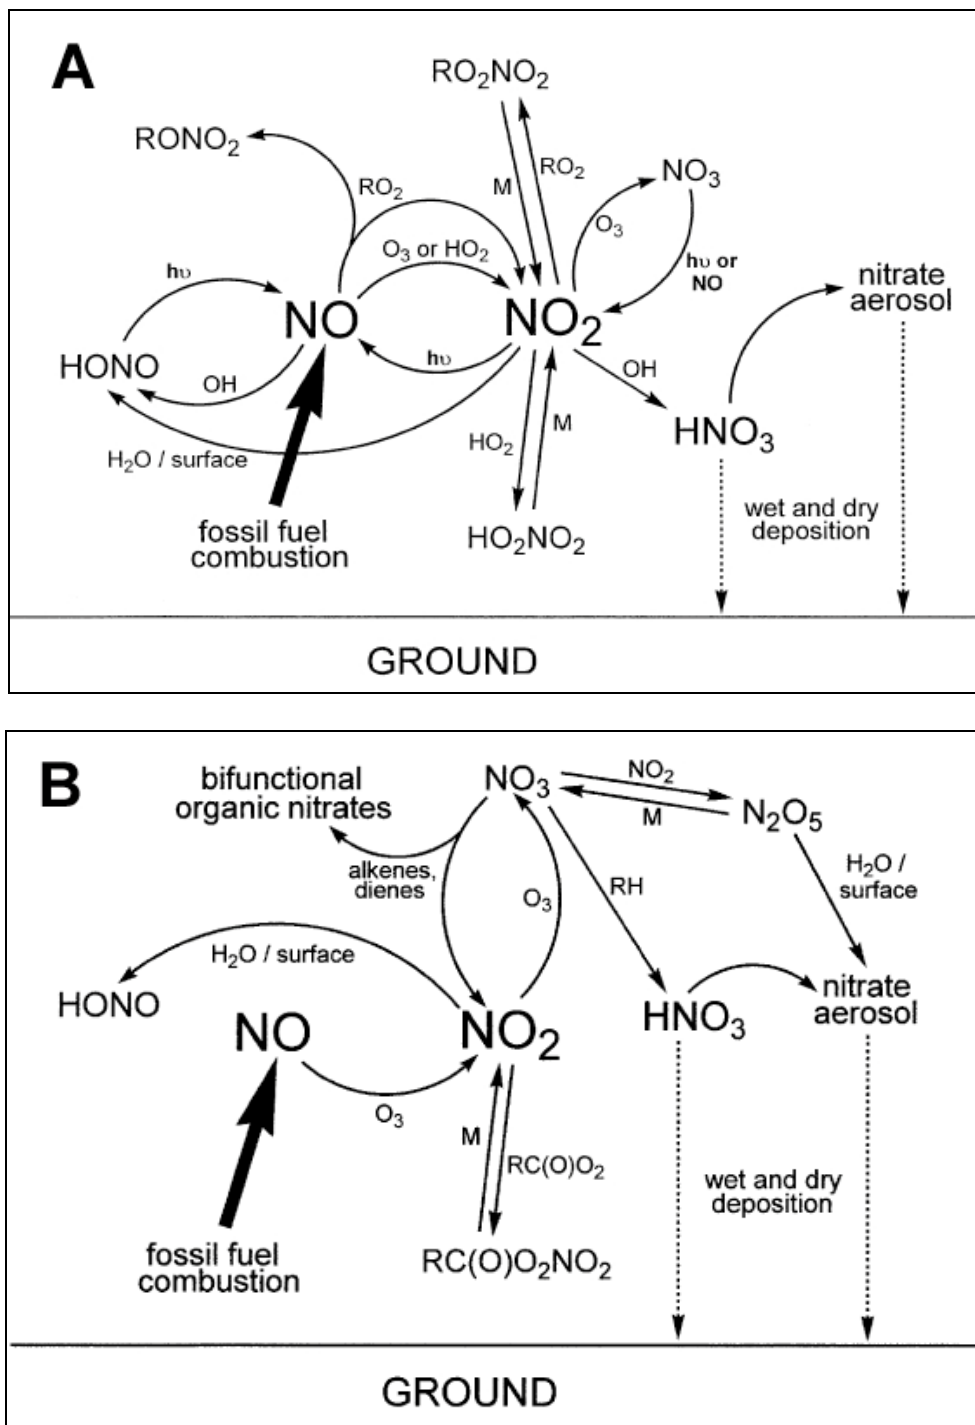 A
RO₂NO₂
RONO₂
RO₂
M
RO₂
NO₃
O₃
O₃ or HO₂
hυ
hυ or
NO
nitrate
aerosol
NO
NO₂
HONO
hυ
OH
OH
HNO₃
HO₂
M
H₂O / surface
wet and dry
deposition
fossil fuel
combustion
HO₂NO₂
GROUND
B
bifunctional
organic nitrates
NO₃
NO₂
M
N₂O₅
alkenes,
dienes
O₃
RH
H₂O /
surface
H₂O / surface
HONO
NO
NO₂
HNO₃
nitrate
aerosol
O₃
M
RC(O)O₂
wet and dry
deposition
fossil fuel
combustion
RC(O)O₂NO₂
GROUND